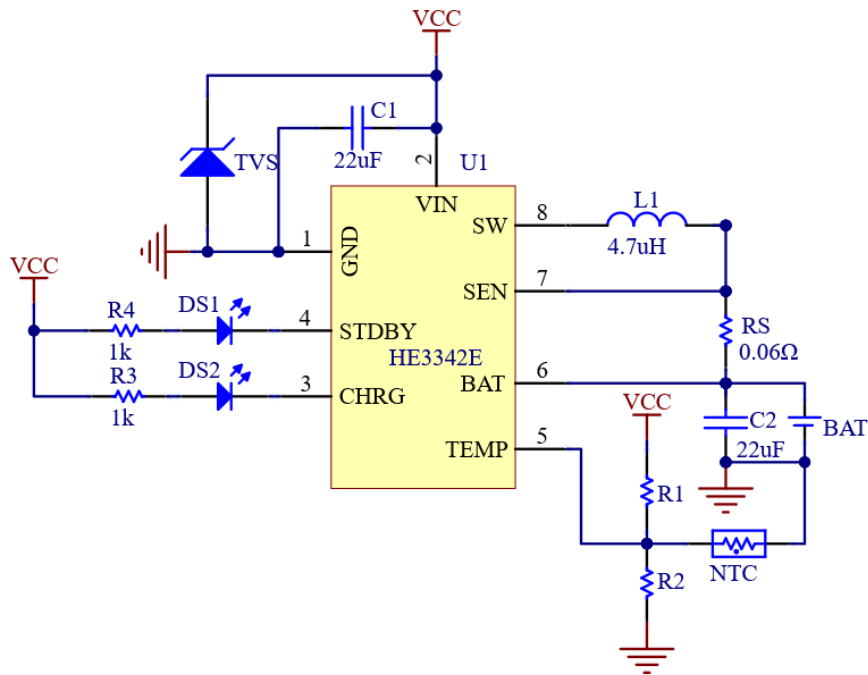 VCC
C1
TVS
22uF
2
U1
VIN
L1
1
GND
SW
8
4.7uH
VCC
SEN
7
R4
DS1
4
STDBY
RS
1k
HE3342E
0.06Ω
R3
DS2
3
CHRG
BAT
6
1k
VCC
C2
BAT
TEMP
5
22uF
R1
NTC
R2